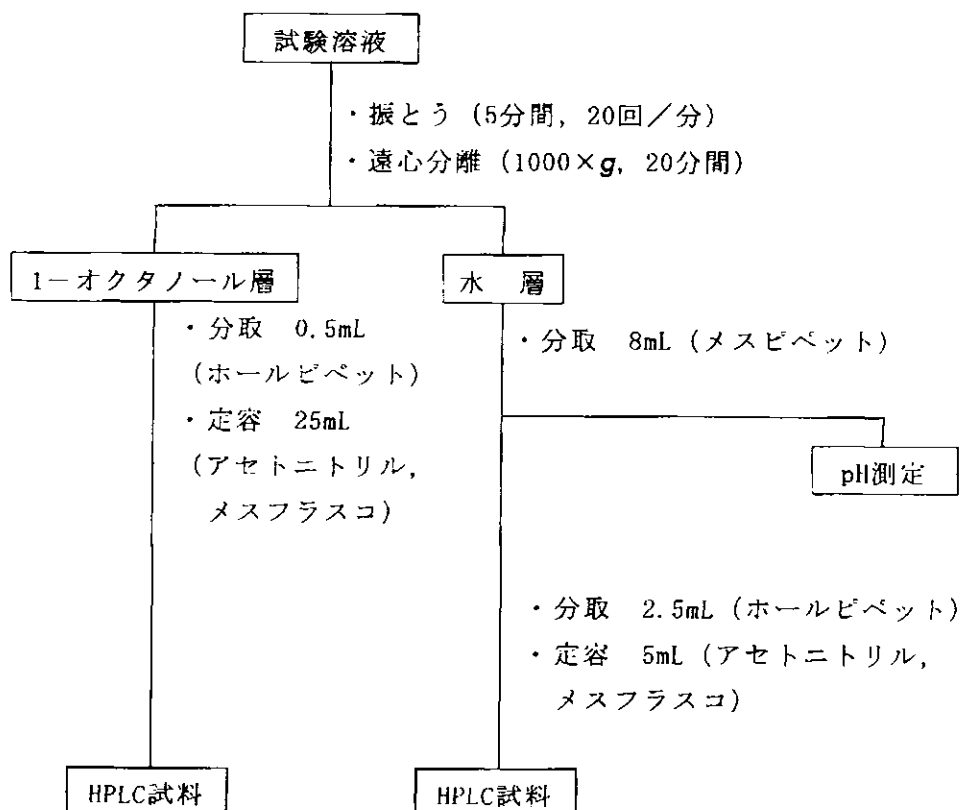 試験溶液
・振とう (5分間, 20回／分)
・遠心分離 (1000×g, 20分間)
1－オクタノール層
水　層
・分取　0.5mL
(ホールピペット)
・定容　25mL
(アセトニトリル,
メスフラスコ)
・分取　8mL (メスピペット)
pH測定
・分取　2.5mL (ホールピペット)
・定容　5mL (アセトニトリル,
メスフラスコ)
HPLC試料
HPLC試料